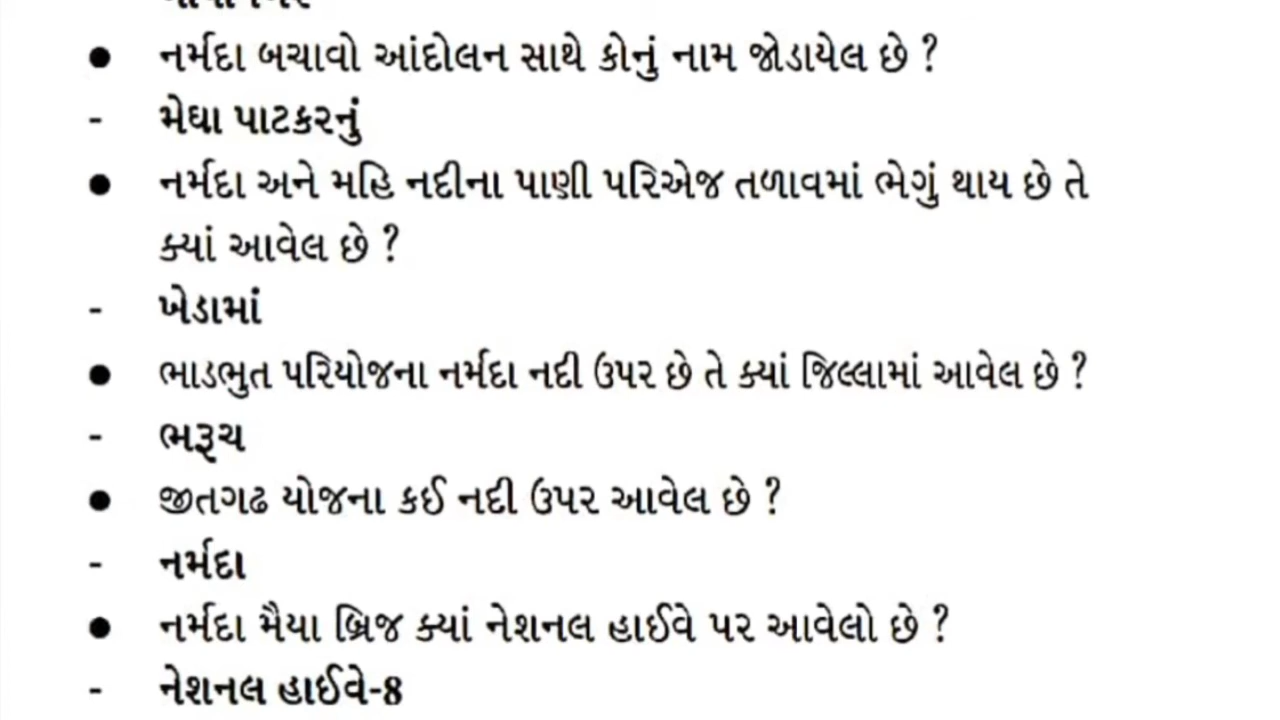 ● નર્મદા બચાવો આંદોલન સાથે કોનું નામ જોડાયેલ છે ?
- મેઘા પાટકરનું
● નર્મદા અને મહિ નદીના પાણી પરિએજ તળાવમાં ભેગું થાય છે તે
ક્યાં આવેલ છે ?
- ખેડામાં
● ભાડભુત પરિયોજના નર્મદા નદી ઉપર છે તે ક્યાં જિલ્લામાં આવેલ છે ?
- ભરૂચ
● જીતગઢ યોજના કઈ નદી ઉપર આવેલ છે ?
- નર્મદા
● નર્મદા મૈયા બ્રિજ ક્યાં નેશનલ હાઈવે પર આવેલો છે ?
- નેશનલ હાઈવે-8